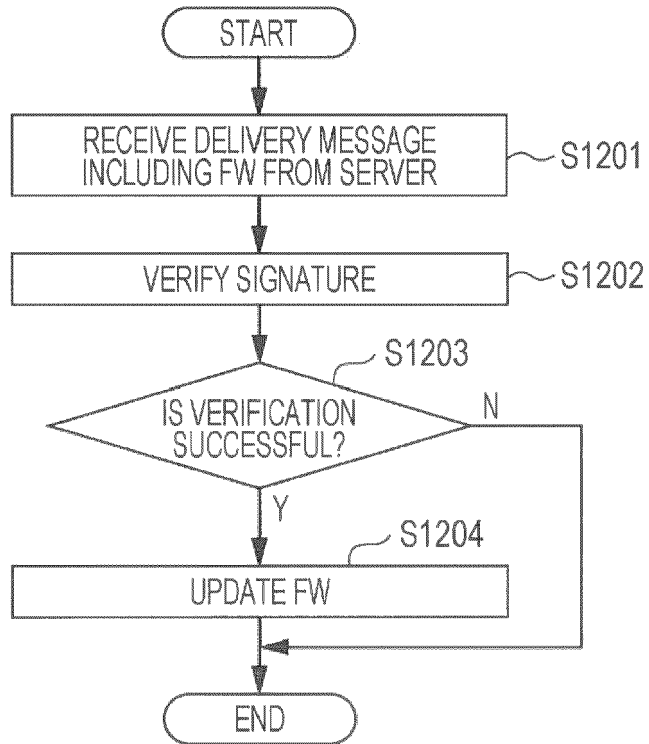 START
RECEIVE DELIVERY MESSAGE
INCLUDING FW FROM SERVER
S1201
VERIFY SIGNATURE
S1202
S1203
IS VERIFICATION
SUCCESSFUL?
N
Y
S1204
UPDATE FW
END